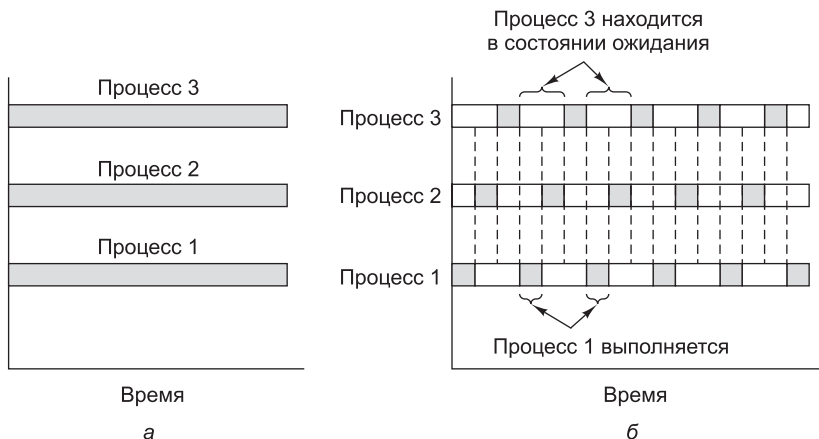 Процесс 3
Процесс 2
Процесс 1
Время
а
Процесс 3 находится
в состоянии ожидания
Процесс 3
Процесс 2
Процесс 1
Процесс 1 выполняется
Время
б